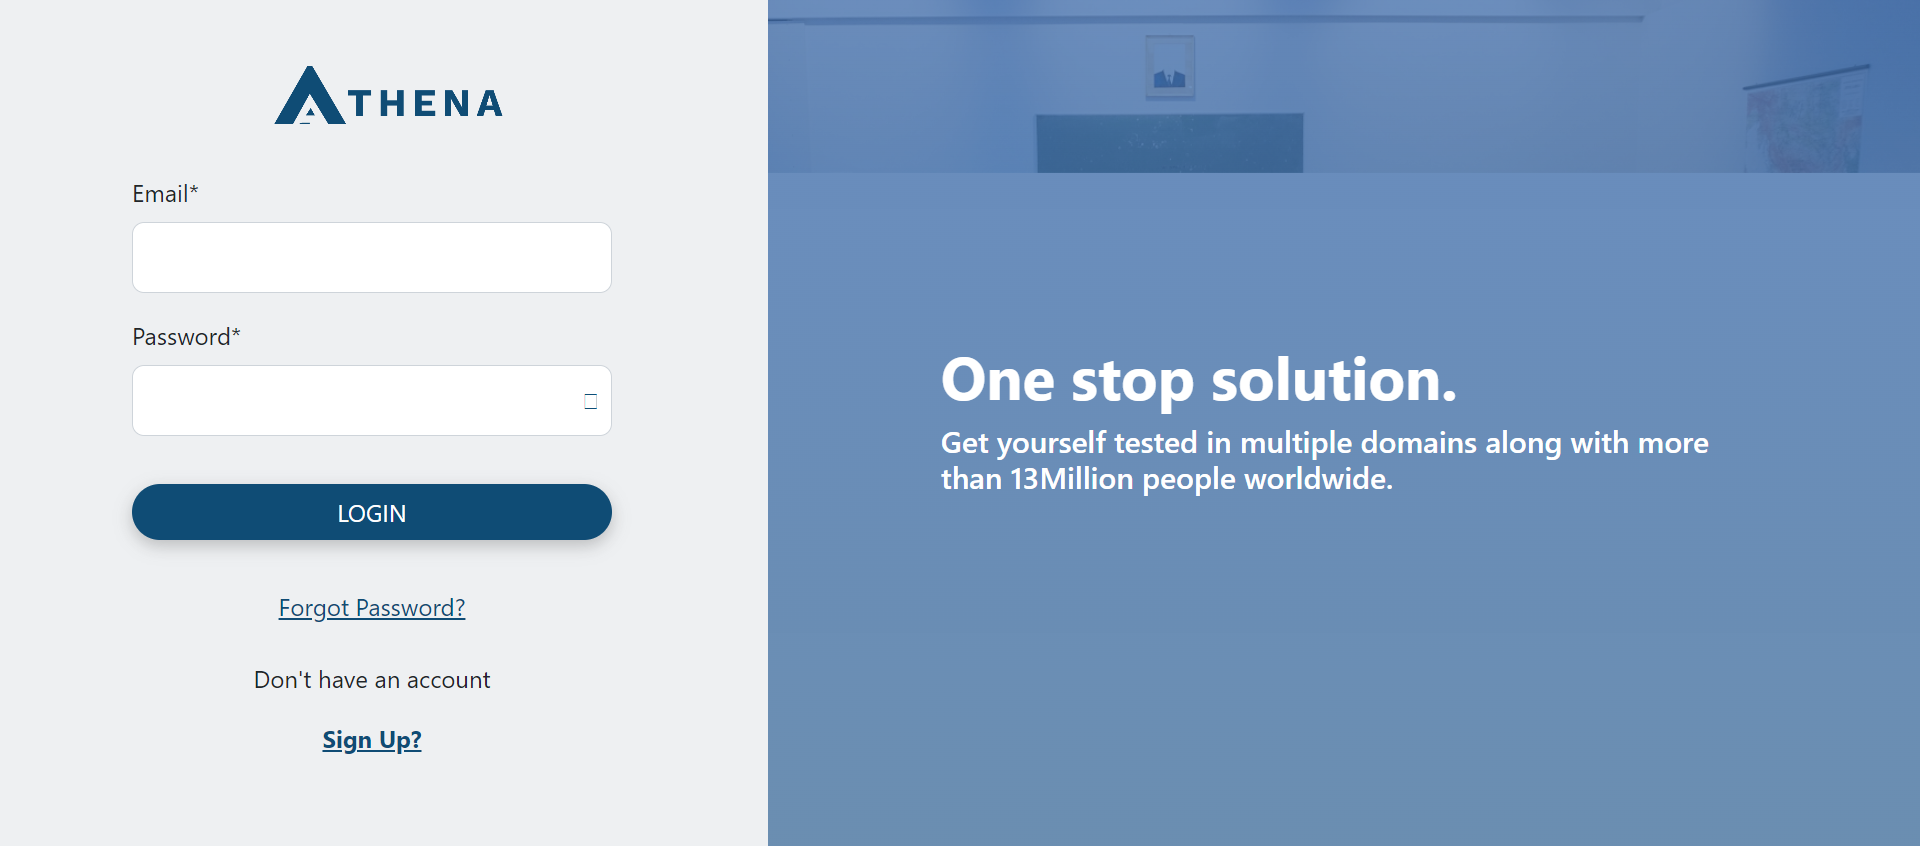 ATHENA
Email*
Password*
LOGIN
Forgot Password?
Don't have an account
Sign Up?
One stop solution.
Get yourself tested in multiple domains along with more
than 13Million people worldwide.